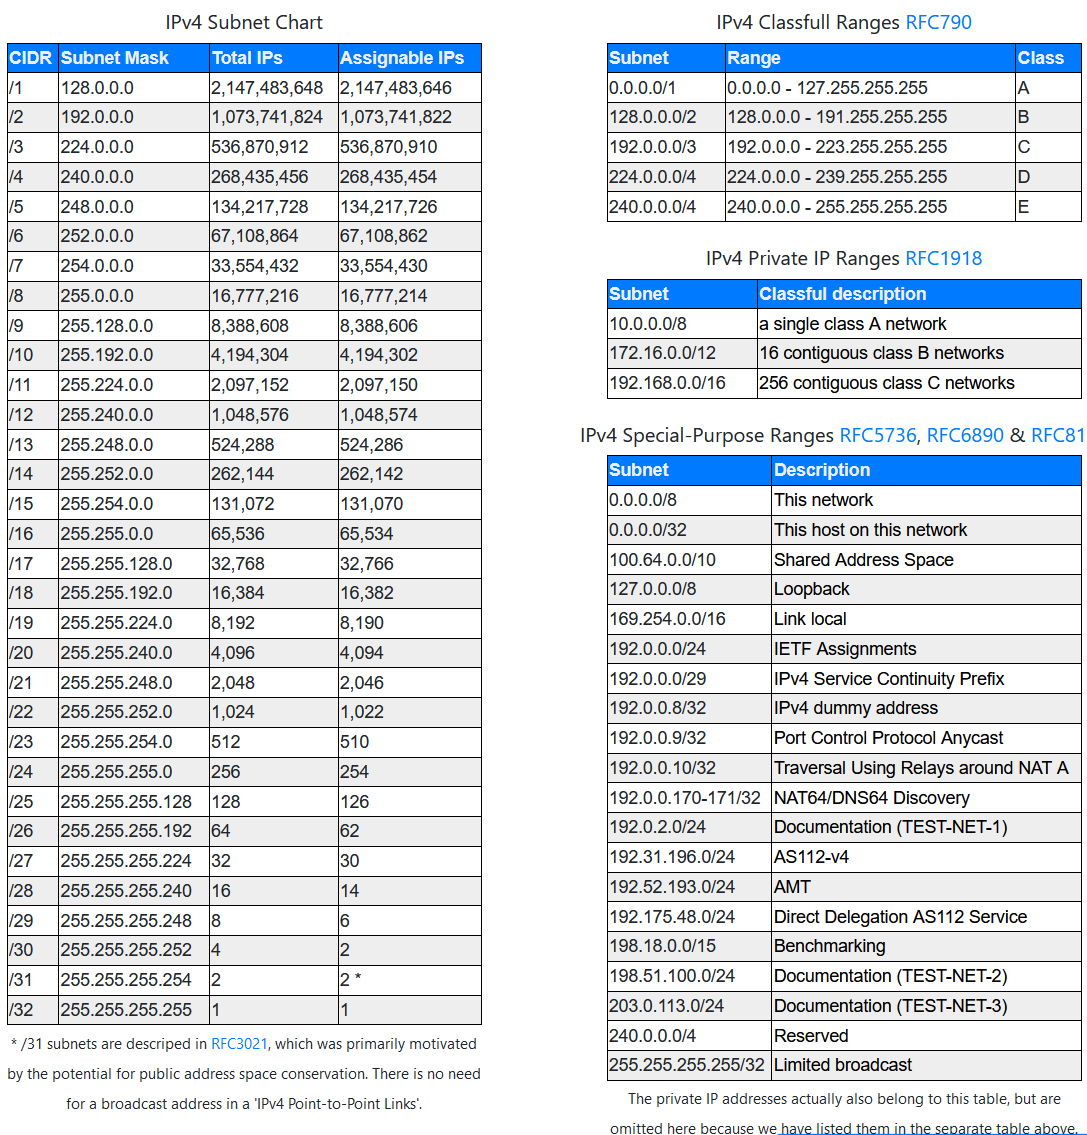 IPv4 Subnet Chart
CIDR Subnet Mask Total IPs Assignable IPs
/1 128.0.0.0 2,147,483,648 2,147,483,646
/2 192.0.0.0 1,073,741,824 1,073,741,822
/3 224.0.0.0 536,870,912 536,870,910
/4 240.0.0.0 268,435,456 268,435,454
/5 248.0.0.0 134,217,728 134,217,726
/6 252.0.0.0 67,108,864 67,108,862
/7 254.0.0.0 33,554,432 33,554,430
/8 255.0.0.0 16,777,216 16,777,214
/9 255.128.0.0 8,388,608 8,388,606
/10 255.192.0.0 4,194,304 4,194,302
/11 255.224.0.0 2,097,152 2,097,150
/12 255.240.0.0 1,048,576 1,048,574
/13 255.248.0.0 524,288 524,286
/14 255.252.0.0 262,144 262,142
/15 255.254.0.0 131,072 131,070
/16 255.255.0.0 65,536 65,534
/17 255.255.128.0 32,768 32,766
/18 255.255.192.0 16,384 16,382
/19 255.255.224.0 8,192 8,190
/20 255.255.240.0 4,096 4,094
/21 255.255.248.0 2,048 2,046
/22 255.255.252.0 1,024 1,022
/23 255.255.254.0 512 510
/24 255.255.255.0 256 254
/25 255.255.255.128 128 126
/26 255.255.255.192 64 62
/27 255.255.255.224 32 30
/28 255.255.255.240 16 14
/29 255.255.255.248 8 6
/30 255.255.255.252 4 2
/31 255.255.255.254 2 2 *
/32 255.255.255.255 1 1
* /31 subnets are descriped in RFC3021, which was primarily motivated
by the potential for public address space conservation. There is no need
for a broadcast address in a 'IPv4 Point-to-Point Links'.
IPv4 Classfull Ranges RFC790
Subnet Range Class
0.0.0.0/1 0.0.0.0 - 127.255.255.255 A
128.0.0.0/2 128.0.0.0 - 191.255.255.255 B
192.0.0.0/3 192.0.0.0 - 223.255.255.255 C
224.0.0.0/4 224.0.0.0 - 239.255.255.255 D
240.0.0.0/4 240.0.0.0 - 255.255.255.255 E
IPv4 Private IP Ranges RFC1918
Subnet Classful description
10.0.0.0/8 a single class A network
172.16.0.0/12 16 contiguous class B networks
192.168.0.0/16 256 contiguous class C networks
IPv4 Special-Purpose Ranges RFC5736, RFC6890 & RFC81
Subnet Description
0.0.0.0/8 This network
0.0.0.0/32 This host on this network
100.64.0.0/10 Shared Address Space
127.0.0.0/8 Loopback
169.254.0.0/16 Link local
192.0.0.0/24 IETF Assignments
192.0.0.0/29 IPv4 Service Continuity Prefix
192.0.0.8/32 IPv4 dummy address
192.0.0.9/32 Port Control Protocol Anycast
192.0.0.10/32 Traversal Using Relays around NAT A
192.0.0.170-171/32 NAT64/DNS64 Discovery
192.0.2.0/24 Documentation (TEST-NET-1)
192.31.196.0/24 AS112-v4
192.52.193.0/24 AMT
192.175.48.0/24 Direct Delegation AS112 Service
198.18.0.0/15 Benchmarking
198.51.100.0/24 Documentation (TEST-NET-2)
203.0.113.0/24 Documentation (TEST-NET-3)
240.0.0.0/4 Reserved
255.255.255.255/32 Limited broadcast
The private IP addresses actually also belong to this table, but are
omitted here because we have listed them in the separate table above.